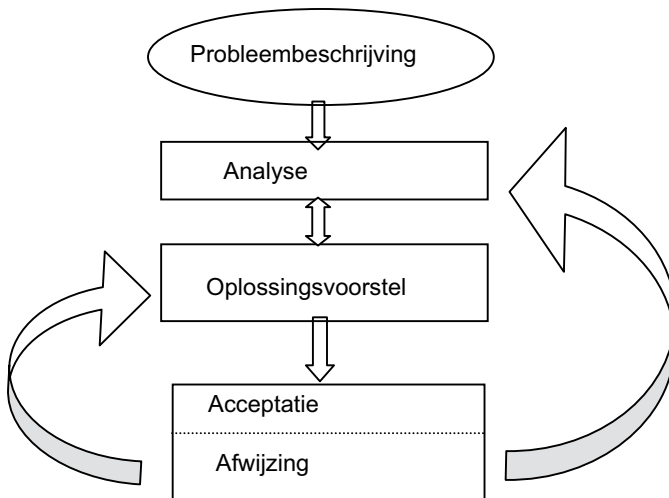 Probleembeschrijving
Analyse
Oplossingsvoorstel
Acceptatie
Afwijzing